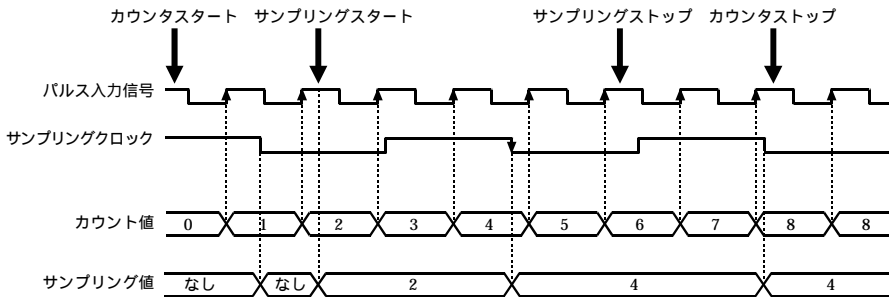 カウンタスタート サンプリングスタート サンプリングストップ カウンタストップ
パルス入力信号
サンプリングクロック
カウント値 0 1 2 3 4 5 6 7 8 8
サンプリング値 なし なし 2 4 4